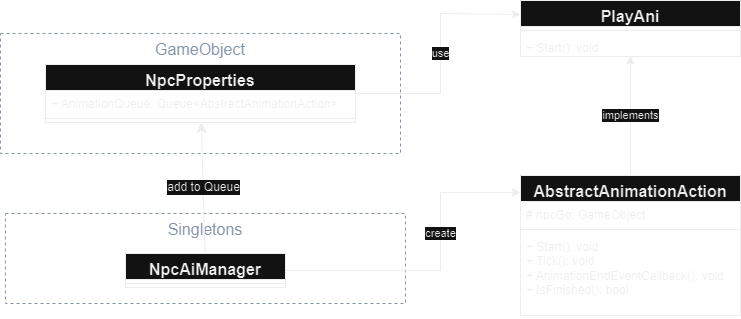 PlayAni
+ Start() void
GameObject
use
NpcProperties
+ AnimationQueue: Queue<AbstractAnimationAction>
implements
add to Queue
AbstractAnimationAction
# npcGo: GameObject
Singletons
create
+ Start() void
+ Tick(): void
+ AnimationEndEventCallback(): void
+ IsFinished(): bool
NpcAiManager